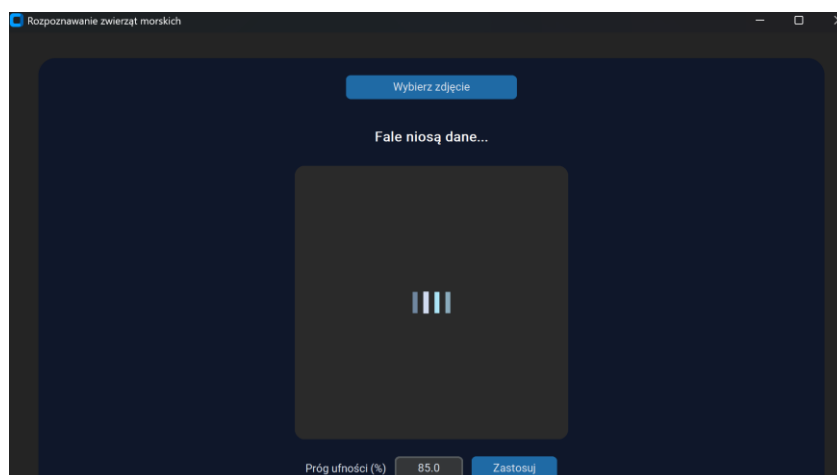 Rozpoznawanie zwierząt morskich
Wybierz zdjęcie
Fale niosą dane...
Próg ufności (%) 85.0 Zastosuj